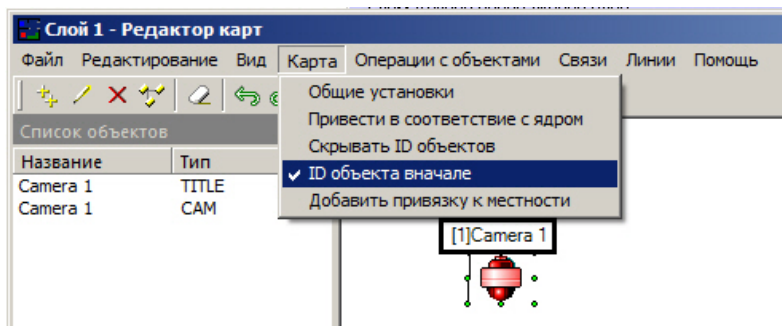 Слой 1 - Редактор карт
Файл Редактирование Вид Карта Операции с объектами Связи Линии Помощь
Общие установки
Привести в соответствие с ядром
Скрывать ID объектов
ID объекта вначале
Добавить привязку к местности
Список объектов
Название Тип
Camera 1 TITLE
Camera 1 CAM
[1]Camera 1